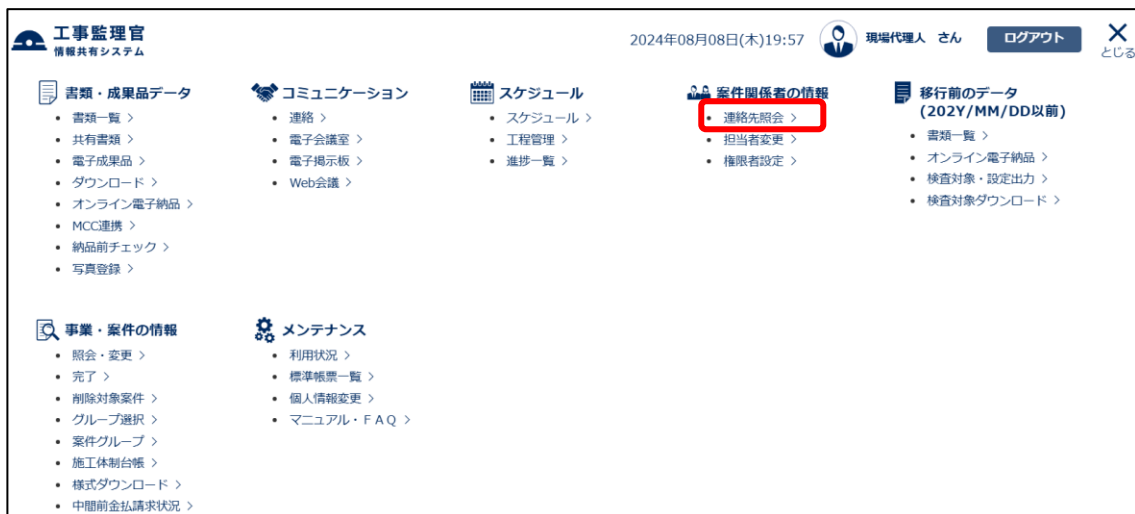 工事監理官
情報共有システム
2024年08月08日(木)19:57
現場代理人 さん
ログアウト
とじる
書類・成果品データ
書類一覧 >
共有書類 >
電子成果品 >
ダウンロード >
オンライン電子納品 >
MCC連携 >
納品前チェック >
写真登録 >
コミュニケーション
連絡 >
電子会議室 >
電子掲示板 >
Web会議 >
スケジュール
スケジュール >
工程管理 >
進捗一覧 >
案件関係者の情報
連絡先照会 >
担当者変更 >
権限者設定 >
移行前のデータ
(202Y/MM/DD以前)
書類一覧 >
オンライン電子納品 >
検査対象・設定出力 >
検査対象ダウンロード >
事業・案件の情報
照会・変更 >
完了 >
削除対象案件 >
グループ選択 >
案件グループ >
施工体制台帳 >
様式ダウンロード >
中間前金払請求状況 >
メンテナンス
利用状況 >
標準帳票一覧 >
個人情報変更 >
マニュアル・FAQ >